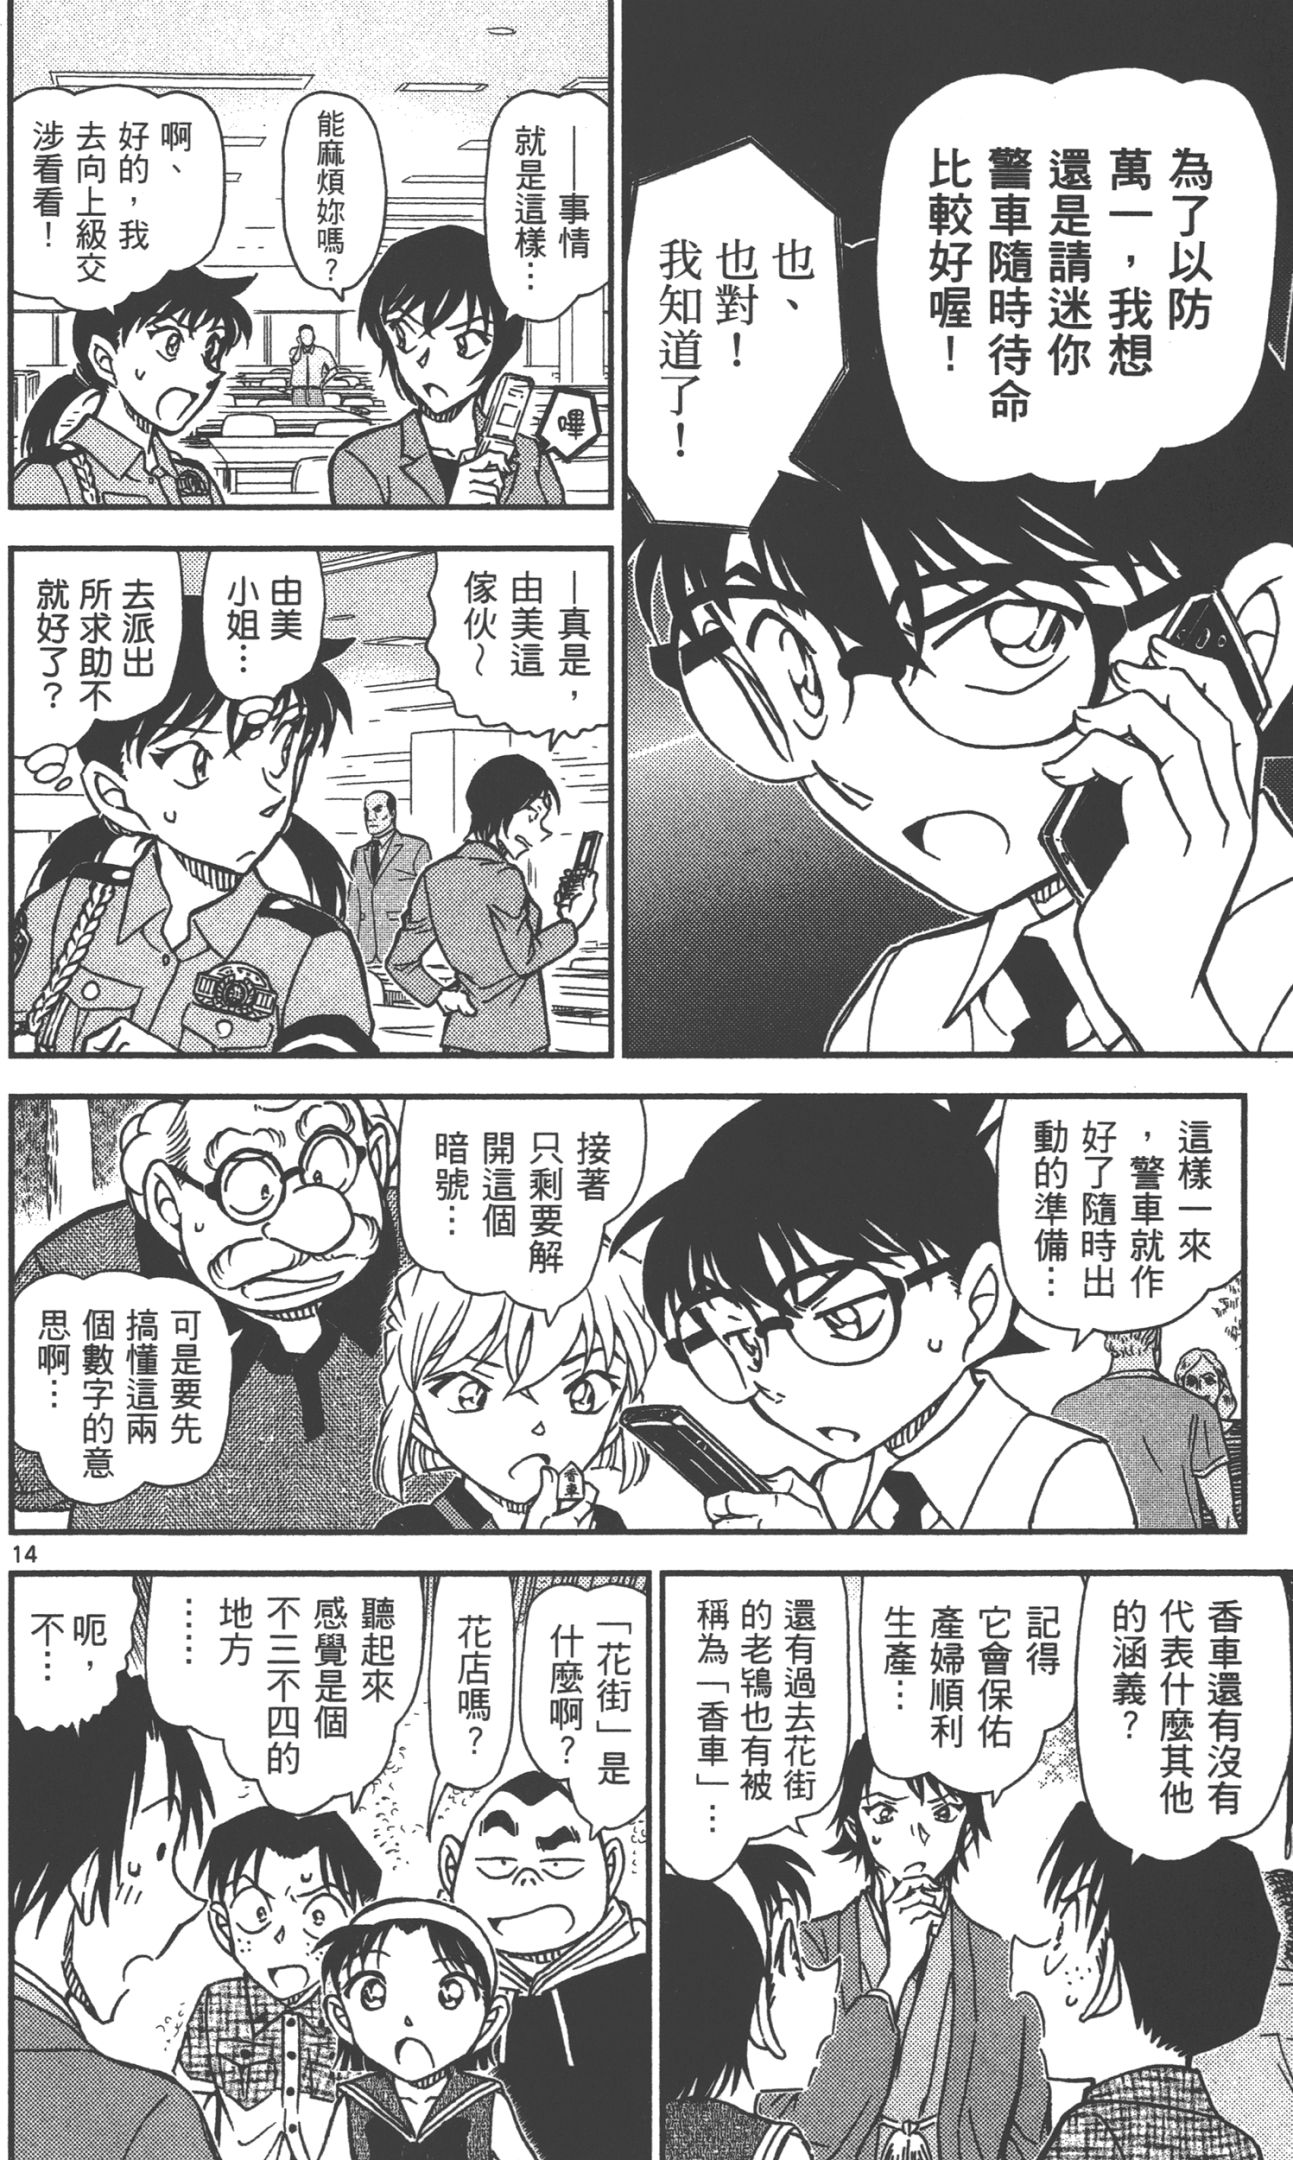 為了以防
萬一，我想
還是請迷你
警車隨時待命
比較好喔！
也、
也對！
我知道了！
——事情
就是這樣…
能麻煩妳嗎？
啊、
好的，我
去向上級交
涉看看！
嗶
—真是，
由美這
傢伙～
由美
小姐…
去派出
所求助不
就好了？
這樣一來
，警車就作
好了隨時出
動的準備…
接著
只剩要解
開這個
暗號…
香車
可是要先
搞懂這兩
個數字的意
思啊…
14
香車還有沒有
代表什麼其他
的涵義？
記得
它會保佑
產婦順利
生產…
還有過去花街
的老鴇也有被
稱為「香車」…
「花街」是
什麼啊？
花店嗎？
聽起來
感覺是個
不三不四的
地方
……
呃，
不…